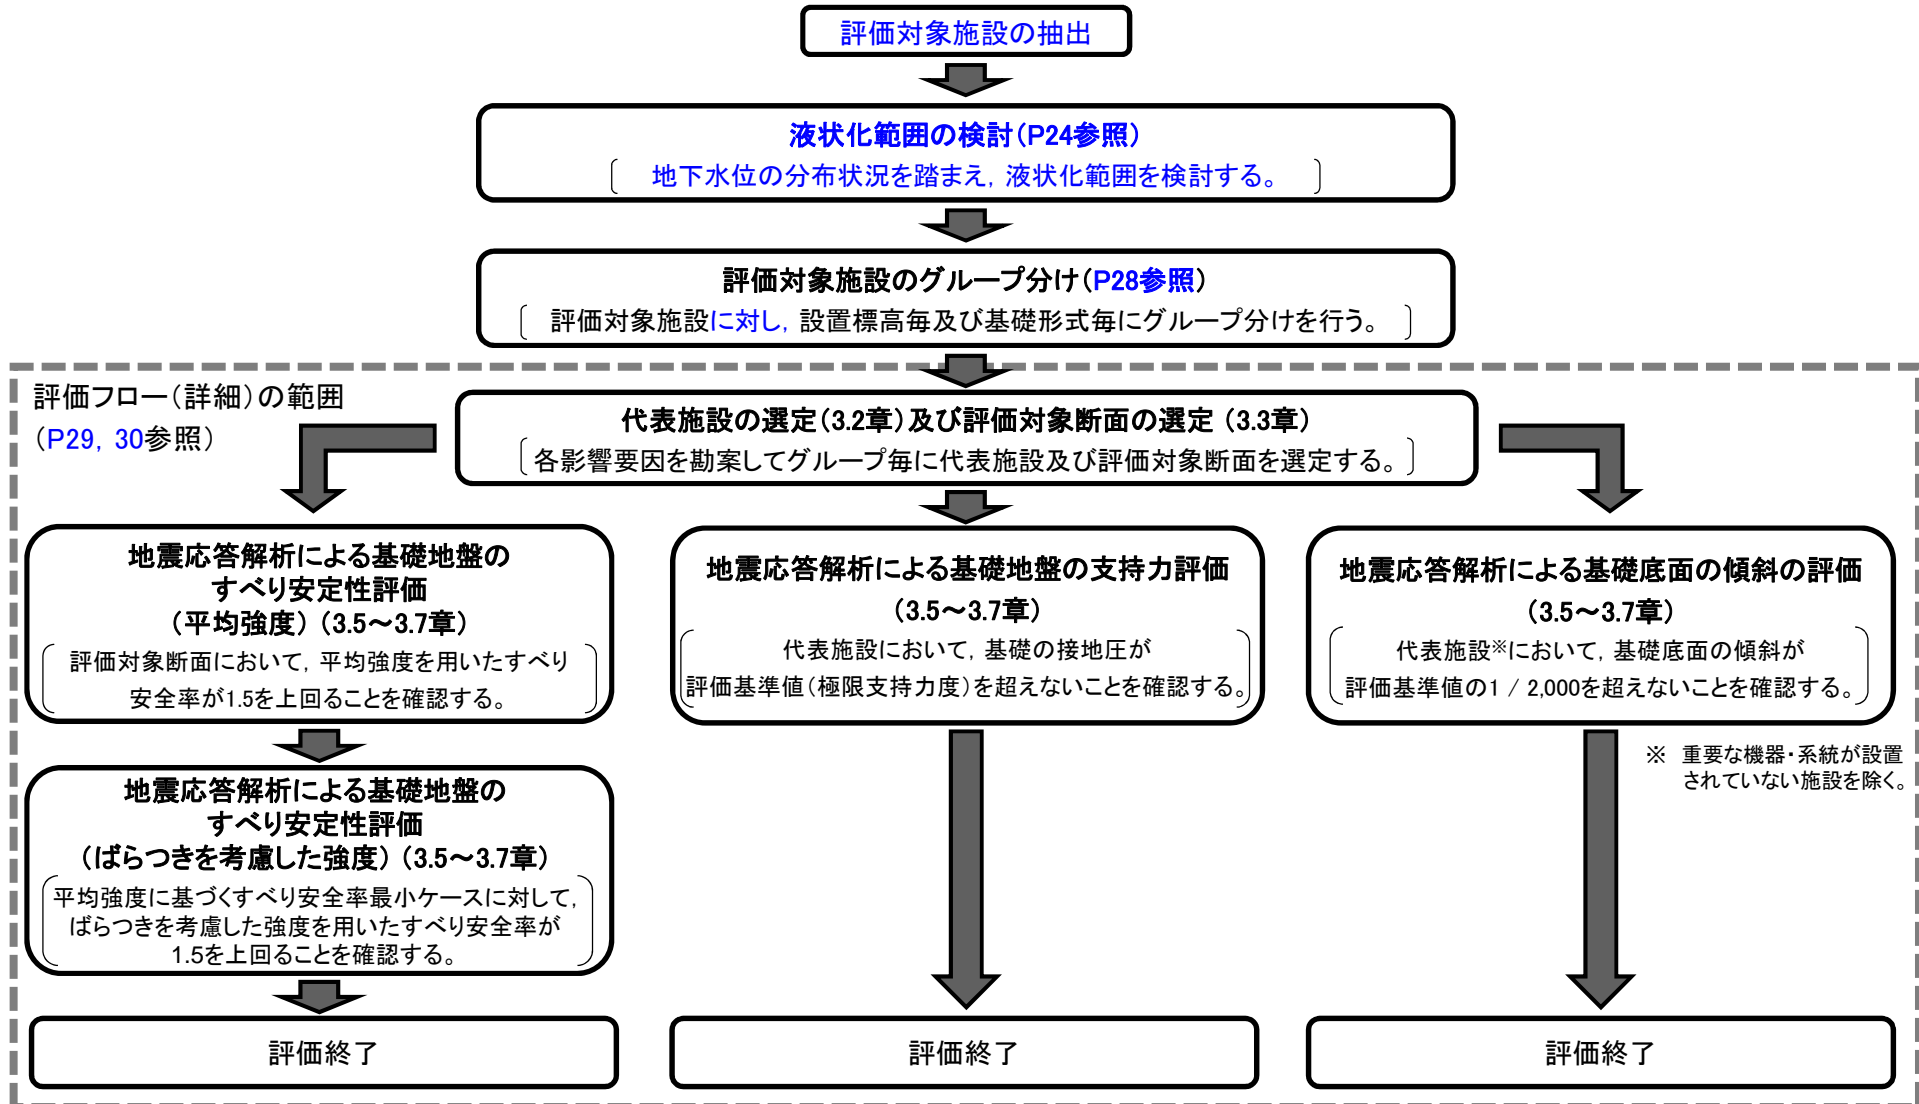 評価対象施設の抽出
液状化範囲の検討(P24参照)
地下水位の分布状況を踏まえ,液状化範囲を検討する。
評価対象施設のグループ分け(P28参照)
評価対象施設に対し,設置標高毎及び基礎形式毎にグループ分けを行う。
評価フロー(詳細)の範囲
(P29,30参照)
代表施設の選定(3.2章)及び評価対象断面の選定 (3.3章)
各影響要因を勘案してグループ毎に代表施設及び評価対象断面を選定する。
地震応答解析による基礎地盤の
すべり安定性評価
(平均強度) (3.5~3.7章)
評価対象断面において,平均強度を用いたすべり
安全率が1.5を上回ることを確認する。
地震応答解析による基礎地盤の
すべり安定性評価
(ばらつきを考慮した強度) (3.5~3.7章)
平均強度に基づくすべり安全率最小ケースに対して,
ばらつきを考慮した強度を用いたすべり安全率が
1.5を上回ることを確認する。
評価終了
地震応答解析による基礎地盤の支持力評価
(3.5~3.7章)
代表施設において,基礎の接地圧が
評価基準値(極限支持力度)を超えないことを確認する。
評価終了
地震応答解析による基礎底面の傾斜の評価
(3.5~3.7章)
代表施設※において,基礎底面の傾斜が
評価基準値の1 / 2,000を超えないことを確認する。
※ 重要な機器・系統が設置
されていない施設を除く。
評価終了